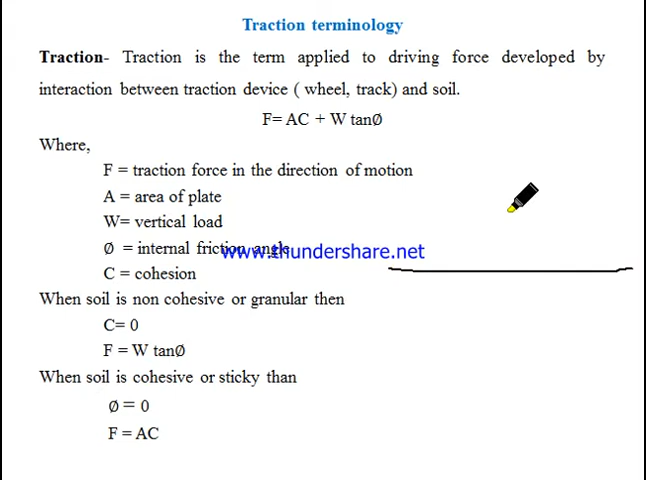 Traction terminology
Traction- Traction is the term applied to driving force developed by
interaction between traction device ( wheel, track) and soil.
F= AC + W tanØ
Where,
F = traction force in the direction of motion
A = area of plate
W= vertical load
Ø = internal friction angle
www.thundershare.net
C = cohesion
When soil is non cohesive or granular then
C= 0
F = W tanØ
When soil is cohesive or sticky than
Ø = 0
F = AC